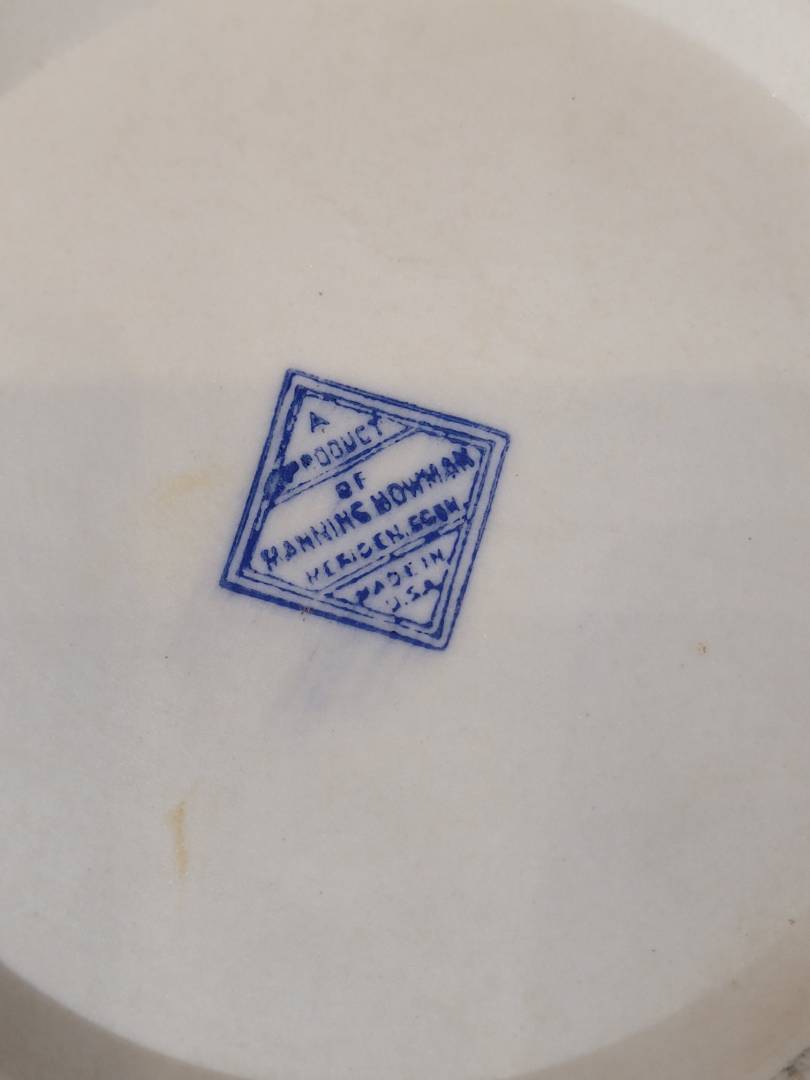 A
PRODUCT
OF
MANNING BOWMAN
MERIDEN, CONN
MADE IN
U.S.A